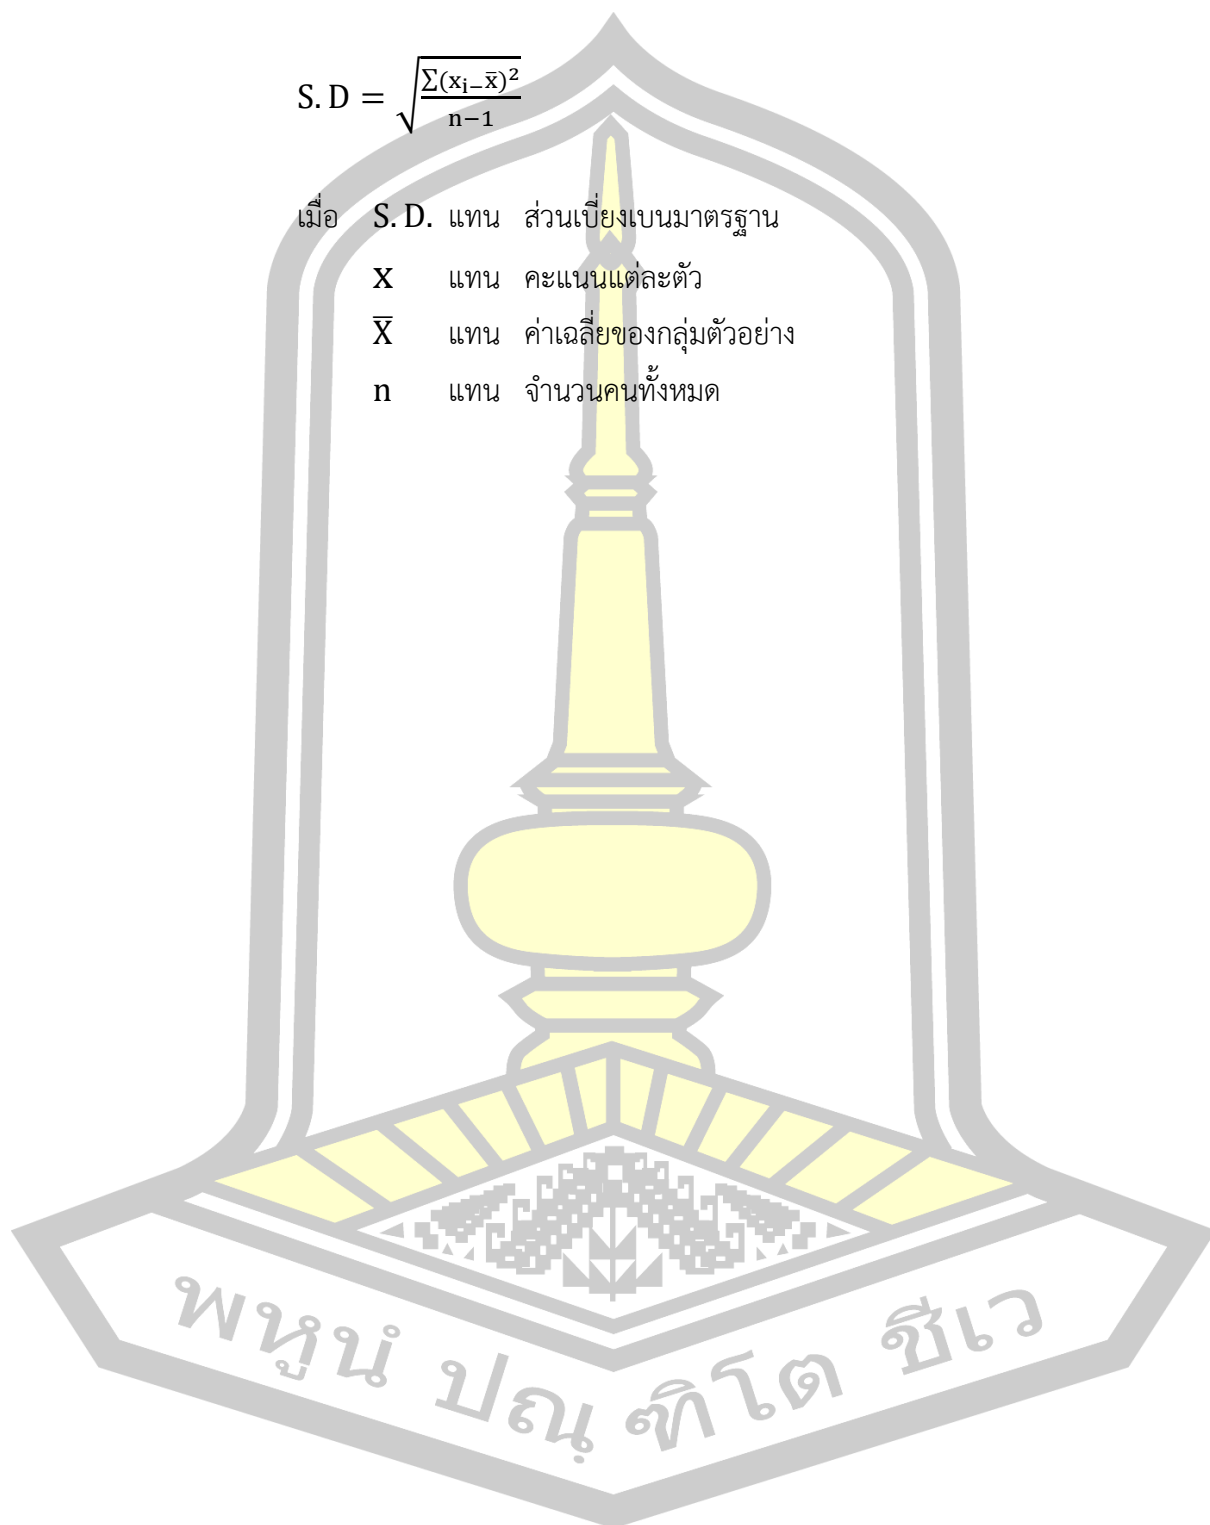 S. D = √(∑(xᵢ₋x̄)²/n−1)
เมื่อ S. D. แทน ส่วนเบี่ยงเบนมาตรฐาน
x แทน คะแนนแต่ละตัว
X̅ แทน ค่าเฉลี่ยของกลุ่มตัวอย่าง
n แทน จำนวนคนทั้งหมด
พหูนํ ปณฺฑิโต ชีเว